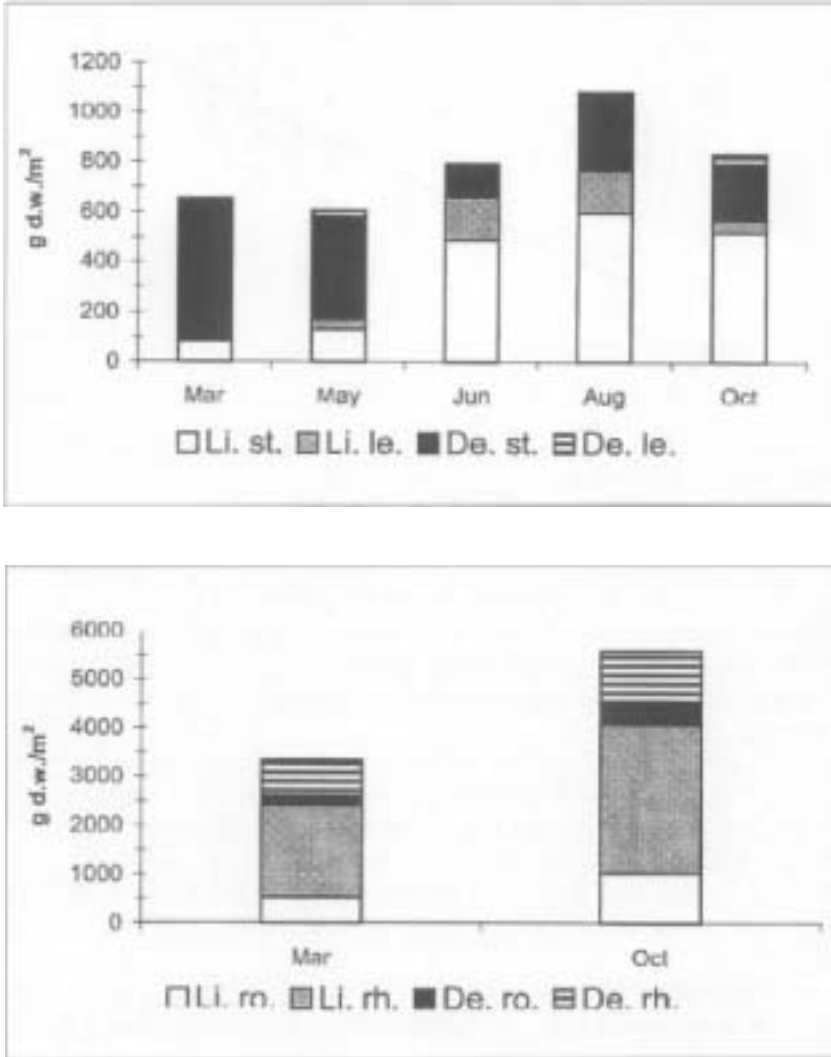 1200
1000
800
600
400
200
0
g d.w./m²
Mar May Jun Aug Oct
Li. st. Li. le. De. st. De. le.
6000
5000
4000
3000
2000
1000
0
g d.w./m²
Mar Oct
Li. ro. Li. rh. De. ro. De. rh.